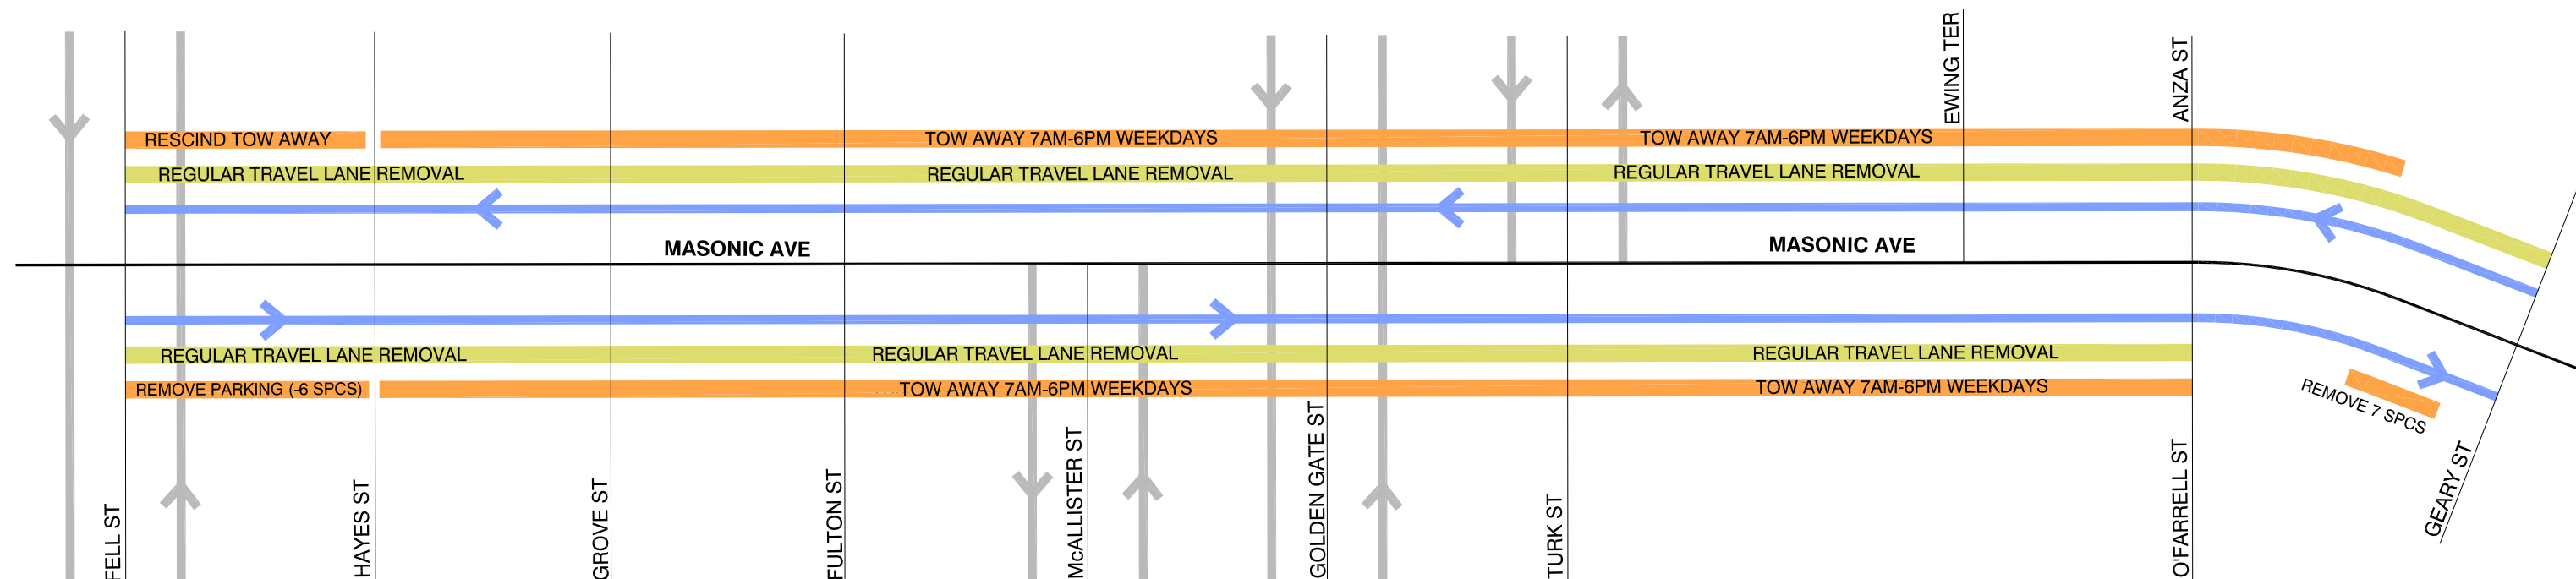 EWING TER
ANZA ST
RESCIND TOW AWAY
TOW AWAY 7AM-6PM WEEKDAYS
TOW AWAY 7AM-6PM WEEKDAYS
REGULAR TRAVEL LANE REMOVAL
REGULAR TRAVEL LANE REMOVAL
REGULAR TRAVEL LANE REMOVAL
MASONIC AVE
MASONIC AVE
REGULAR TRAVEL LANE REMOVAL
REGULAR TRAVEL LANE REMOVAL
REGULAR TRAVEL LANE REMOVAL
REMOVE PARKING (-6 SPCS)
TOW AWAY 7AM-6PM WEEKDAYS
TOW AWAY 7AM-6PM WEEKDAYS
REMOVE 7 SPCS
FELL ST
HAYES ST
GROVE ST
FULTON ST
McALLISTER ST
GOLDEN GATE ST
TURK ST
O'FARRELL ST
GEARY ST